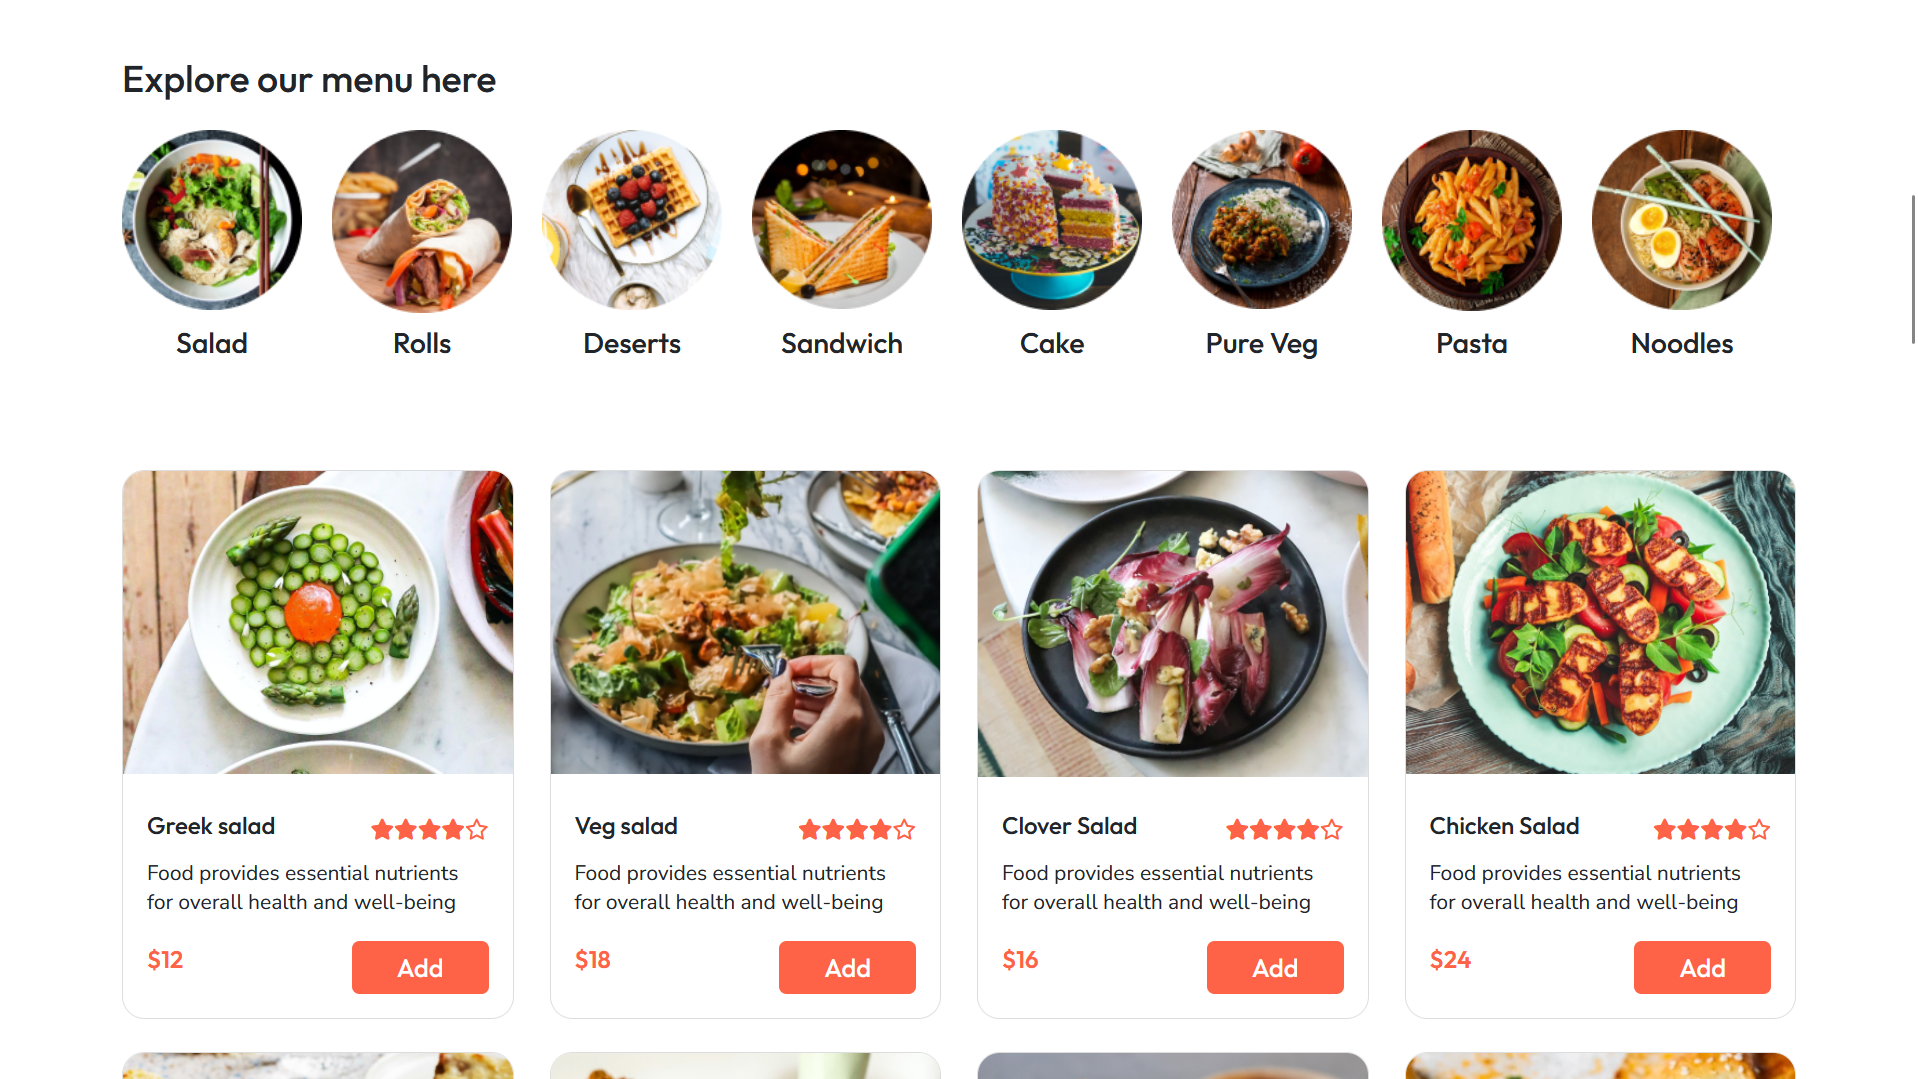 Explore our menu here
Salad
Rolls
Deserts
Sandwich
Cake
Pure Veg
Pasta
Noodles
Greek salad
Food provides essential nutrients
for overall health and well-being
$12
Add
Veg salad
Food provides essential nutrients
for overall health and well-being
$18
Add
Clover Salad
Food provides essential nutrients
for overall health and well-being
$16
Add
Chicken Salad
Food provides essential nutrients
for overall health and well-being
$24
Add